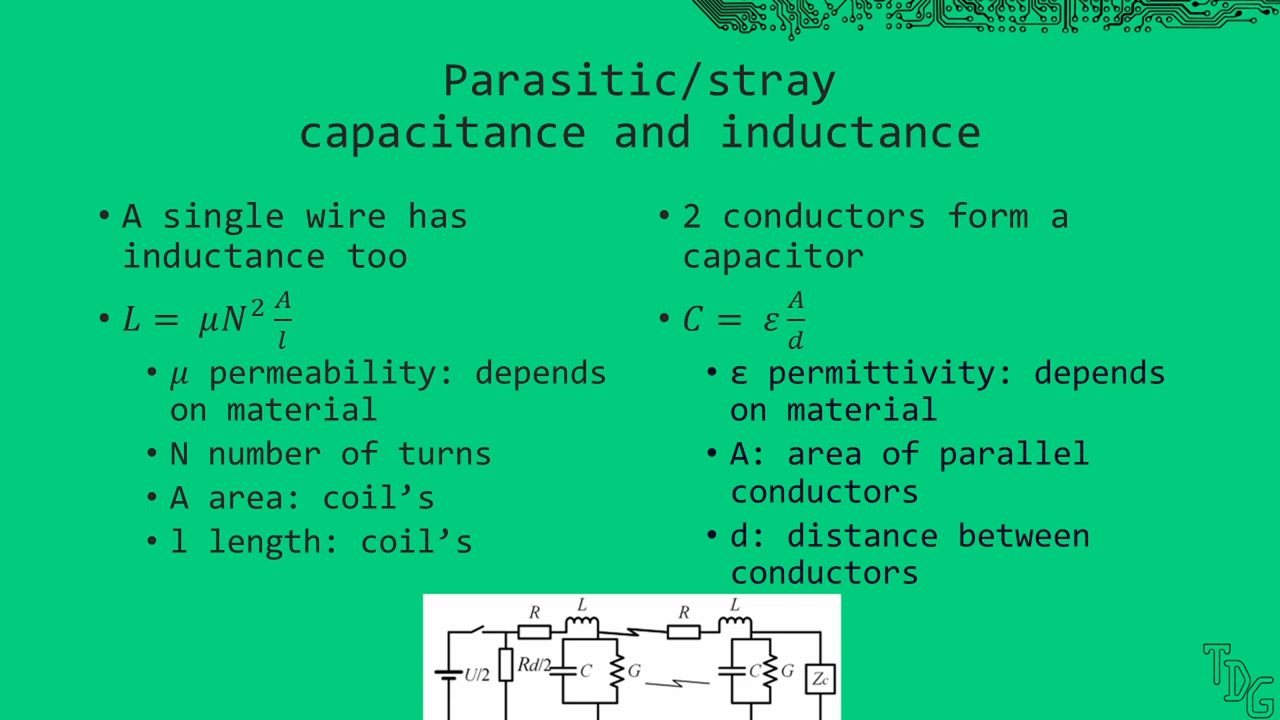 Parasitic/stray
capacitance and inductance
• A single wire has
inductance too
• L = μN² A/l
• μ permeability: depends
on material
• N number of turns
• A area: coil’s
• l length: coil’s
• 2 conductors form a
capacitor
• C = ε A/d
• ε permittivity: depends
on material
• A: area of parallel
conductors
• d: distance between
conductors
R L R L
U/2 Rd/2 C G C G Zc
TDG